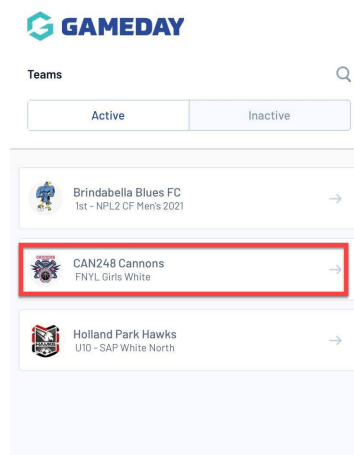 GAMEDAY
Teams
Active
Inactive
Brindabella Blues FC
1st - NPL2 CF Men's 2021
CAN248 Cannons
FNYL Girls White
Holland Park Hawks
U10 - SAP White North